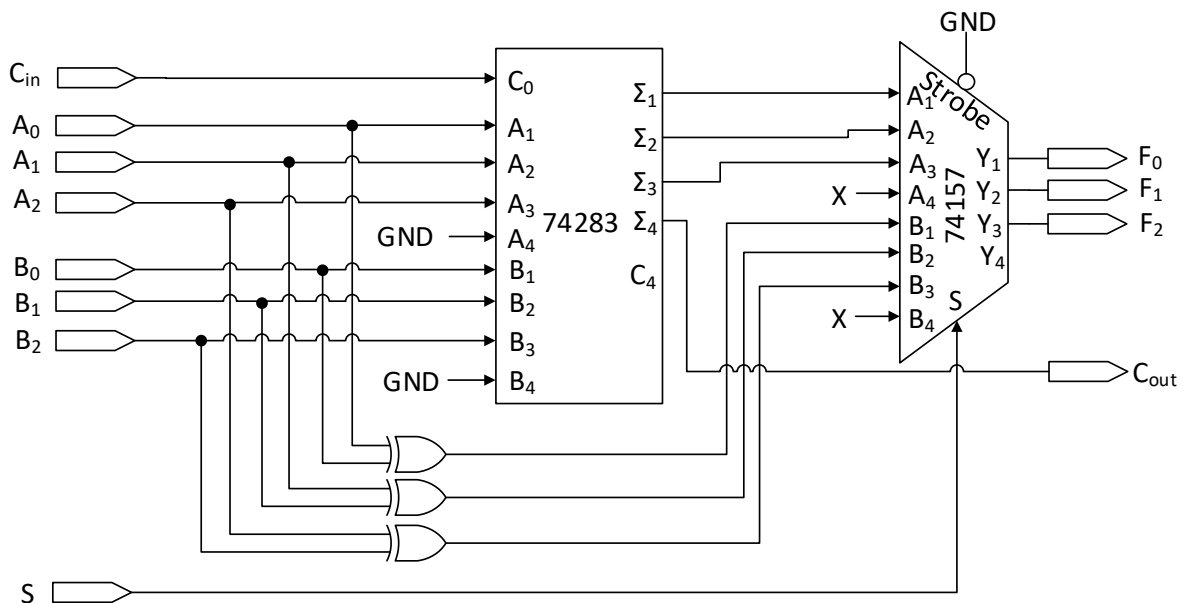 GND
C_in
C₀
A₀
A₁
A₂
B₀
B₁
B₂
A₁
A₂
A₃
GND
A₄
B₁
B₂
B₃
GND
B₄
74283
Σ₁
Σ₂
Σ₃
Σ₄
C₄
Strobe
A₁
A₂
A₃
X
A₄
B₁
B₂
B₃
X
B₄
74157
Y₁
Y₂
Y₃
Y₄
S
F₀
F₁
F₂
C_out
S